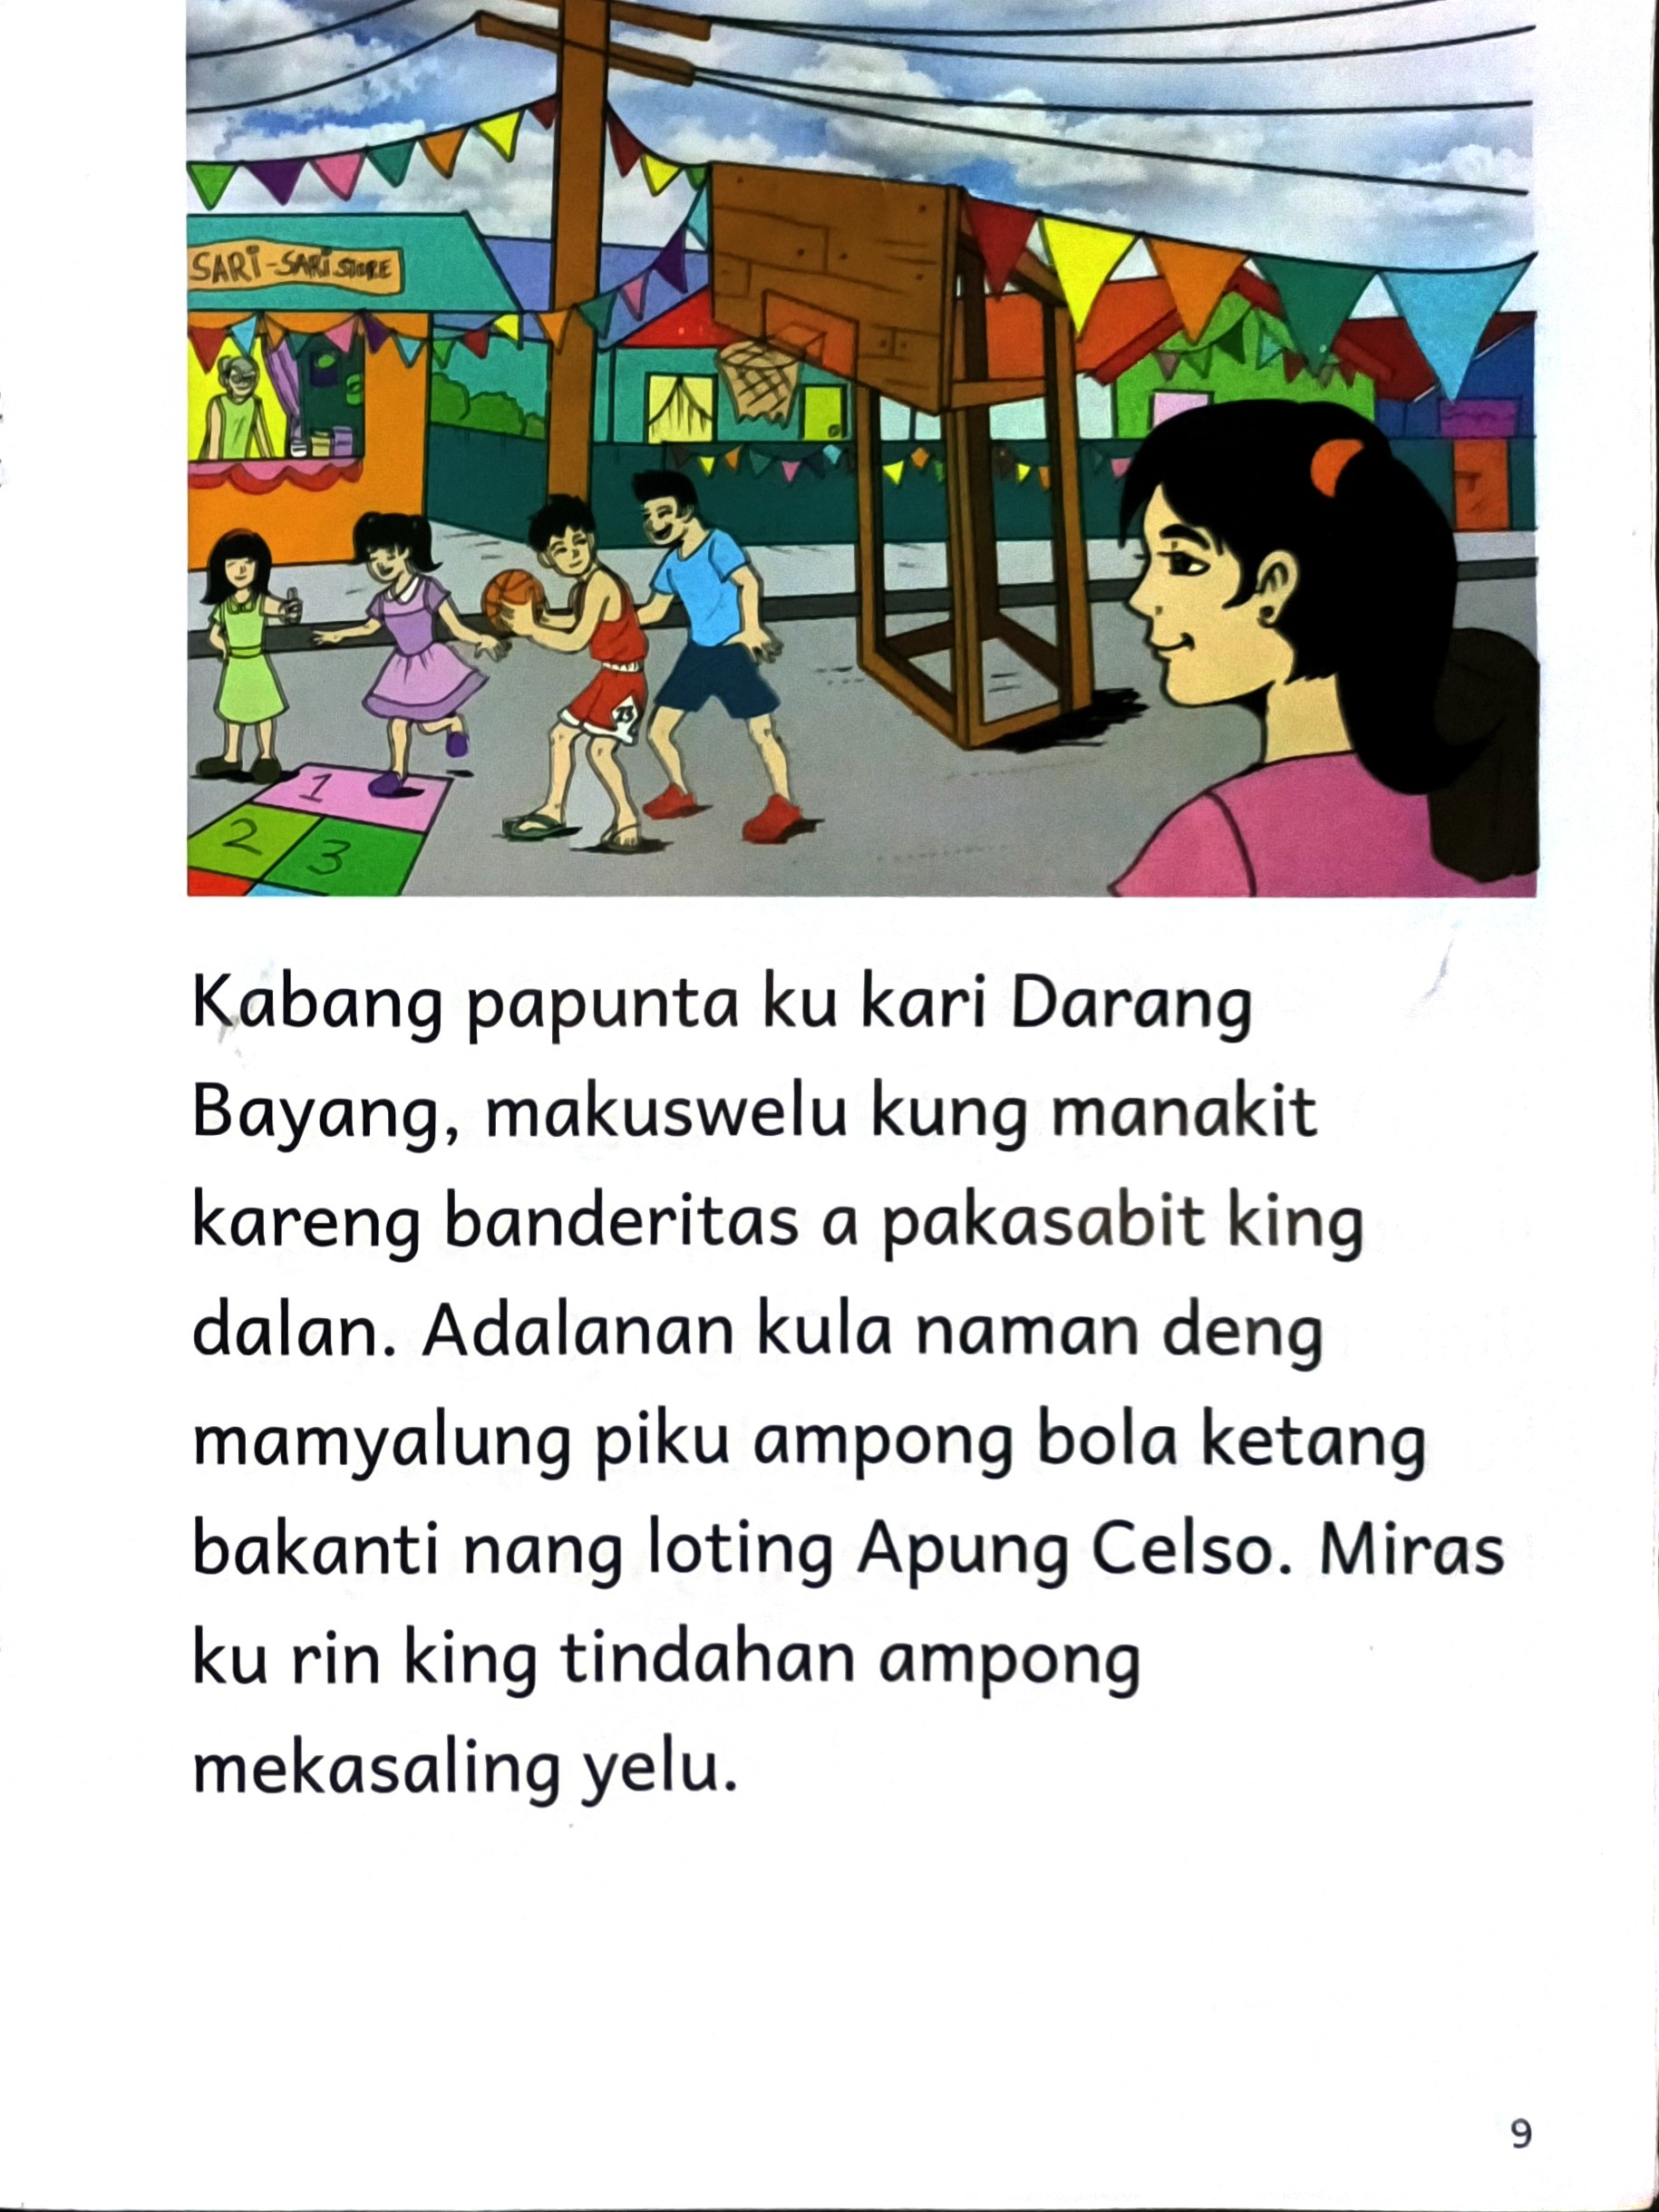 SARI-SARI STORE
1
2
3
23
Kabang papunta ku kari Darang
Bayang, makuswelu kung manakit
kareng banderitas a pakasabit king
dalan. Adalanan kula naman deng
mamyalung piku ampong bola ketang
bakanti nang loting Apung Celso. Miras
ku rin king tindahan ampong
mekasaling yelu.
9